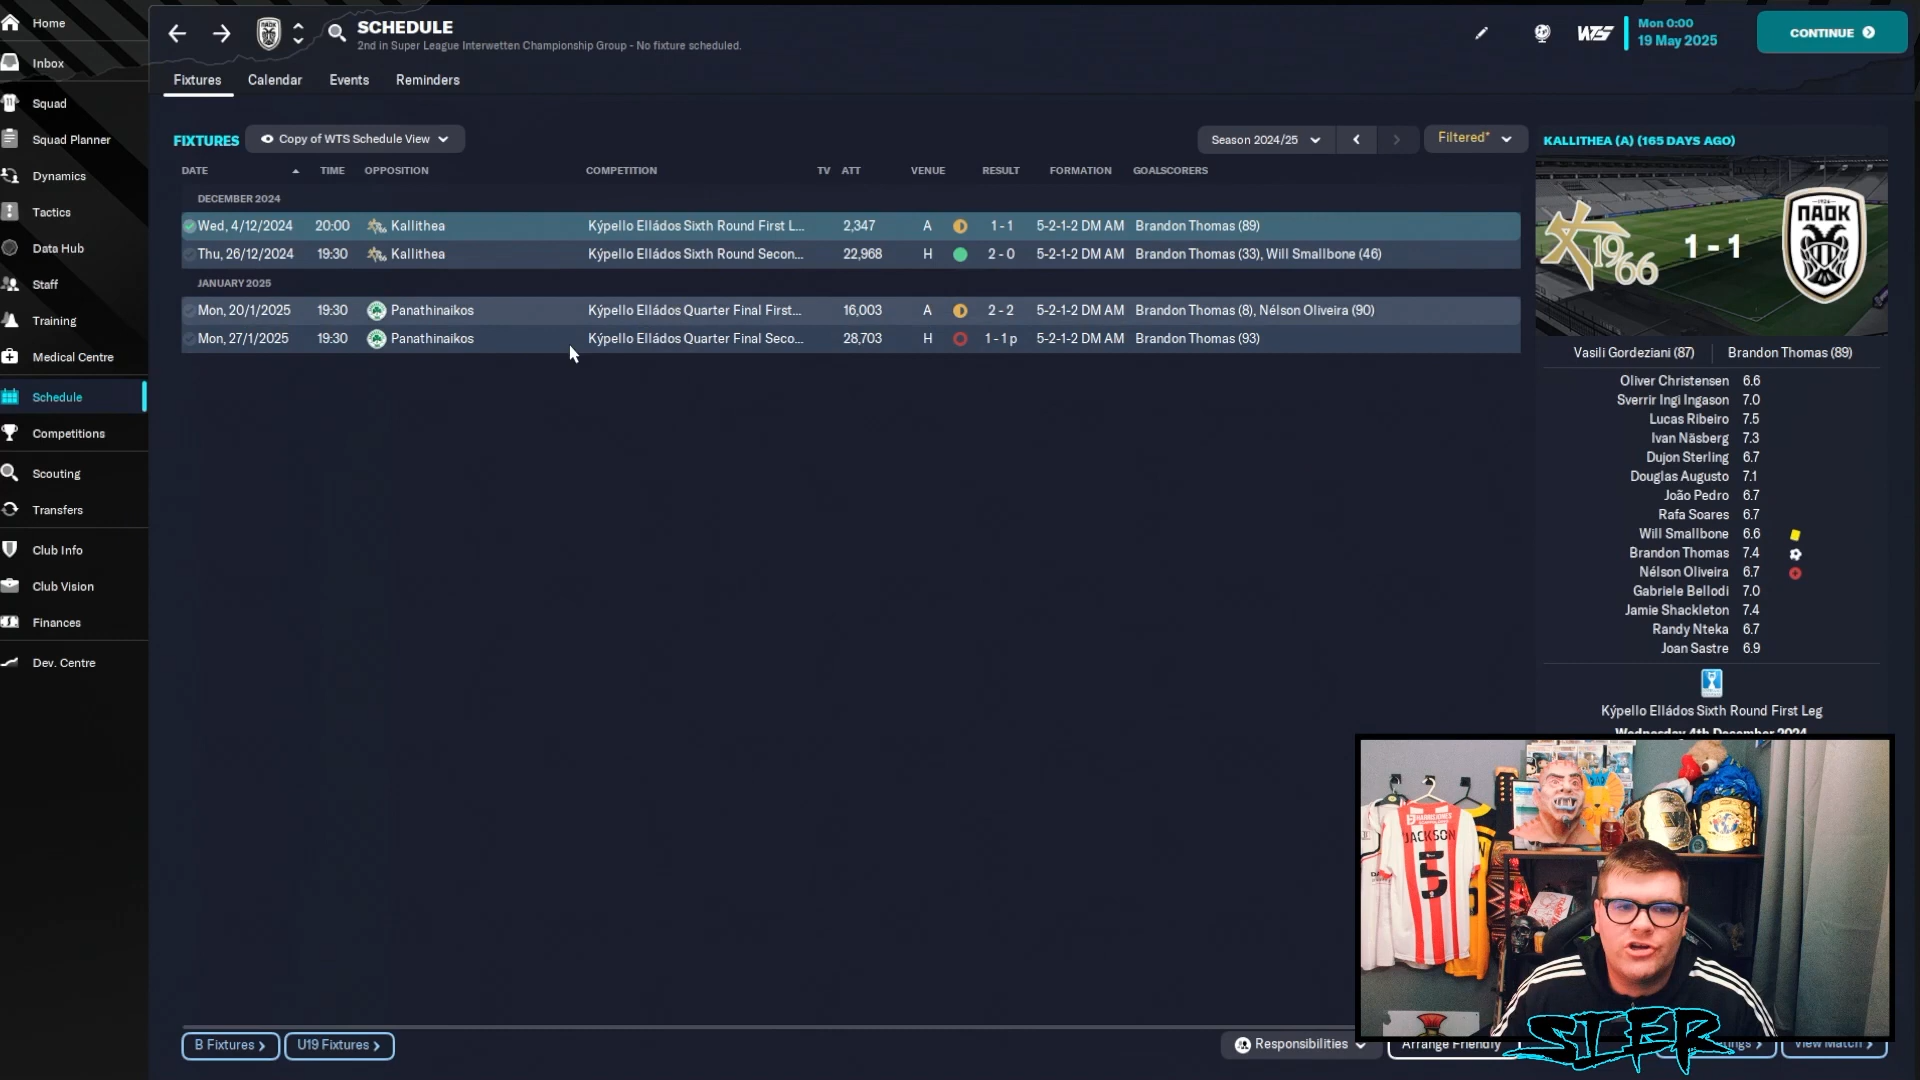 Home
Inbox
Squad
Squad Planner
Dynamics
Tactics
Data Hub
Staff
Training
Medical Centre
Schedule
Competitions
Scouting
Transfers
Club Info
Club Vision
Finances
Dev. Centre
SCHEDULE
2nd in Super League Interwetten Championship Group - No fixture scheduled.
WTS
Mon 0:00
19 May 2025
CONTINUE
Fixtures Calendar Events Reminders
FIXTURES Copy of WTS Schedule View Season 2024/25 Filtered*
DATE TIME OPPOSITION COMPETITION TV ATT VENUE RESULT FORMATION GOALSCORERS
DECEMBER 2024
Wed, 4/12/2024 20:00 Kallithea Kýpello Elládos Sixth Round First L... 2,347 A 1 - 1 5-2-1-2 DM AM Brandon Thomas (89)
Thu, 26/12/2024 19:30 Kallithea Kýpello Elládos Sixth Round Secon... 22,968 H 2 - 0 5-2-1-2 DM AM Brandon Thomas (33), Will Smallbone (46)
JANUARY 2025
Mon, 20/1/2025 19:30 Panathinaikos Kýpello Elládos Quarter Final First... 16,003 A 2 - 2 5-2-1-2 DM AM Brandon Thomas (8), Nélson Oliveira (90)
Mon, 27/1/2025 19:30 Panathinaikos Kýpello Elládos Quarter Final Seco... 28,703 H 1 - 1 p 5-2-1-2 DM AM Brandon Thomas (93)
KALLITHEA (A) (165 DAYS AGO)
1966
1 - 1
ΠΑΟΚ
Vasili Gordeziani (87) Brandon Thomas (89)
Oliver Christensen 6.6
Sverrir Ingi Ingason 7.0
Lucas Ribeiro 7.5
Ivan Näsberg 7.3
Dujon Sterling 6.7
Douglas Augusto 7.1
João Pedro 6.7
Rafa Soares 6.7
Will Smallbone 6.6
Brandon Thomas 7.4
Nélson Oliveira 6.7
Gabriele Bellodi 7.0
Jamie Shackleton 7.4
Randy Nteka 6.7
Joan Sastre 6.9
Kýpello Elládos Sixth Round First Leg
Wednesday 4th December 2024
JACKSON
5
SLER
B Fixtures U19 Fixtures Responsibilities Arrange Friendly View Match